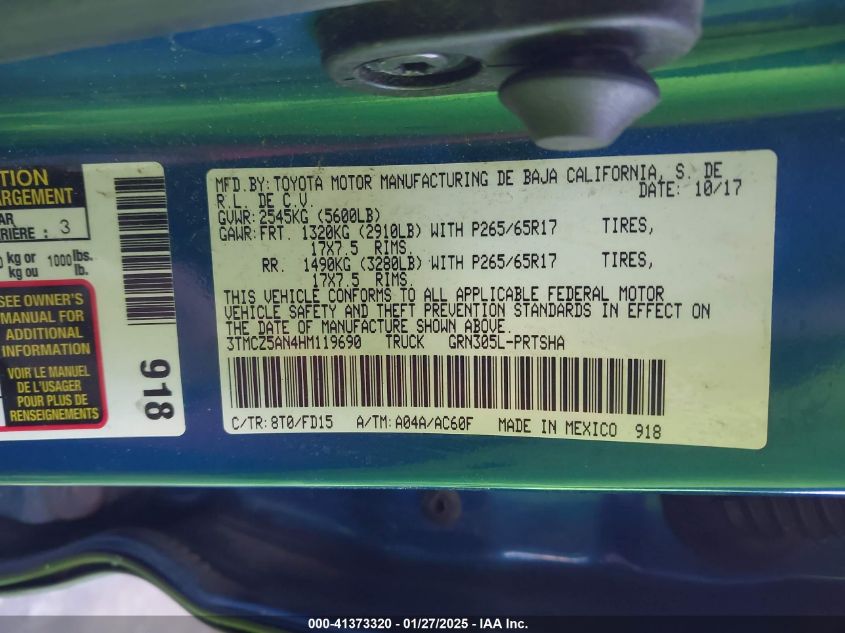 TION
ARGEMENT
AR
RIÈRE : 3
kg or 1000 lbs.
kg ou lb.
SEE OWNER'S
MANUAL FOR
ADDITIONAL
INFORMATION
VOIR LE MANUEL
DE L'USAGER
POUR PLUS DE
RENSEIGNEMENTS
918
MFD. BY: TOYOTA MOTOR MANUFACTURING DE BAJA CALIFORNIA, S. DE
R.L. DE C.V. DATE: 10/17
GVWR: 2545KG (5600LB)
GAWR: FRT. 1320KG (2910LB) WITH P265/65R17 TIRES,
17X7.5 RIMS.
RR. 1490KG (3280LB) WITH P265/65R17 TIRES,
17X7.5 RIMS.
THIS VEHICLE CONFORMS TO ALL APPLICABLE FEDERAL MOTOR
VEHICLE SAFETY AND THEFT PREVENTION STANDARDS IN EFFECT ON
THE DATE OF MANUFACTURE SHOWN ABOVE.
3TMCZ5AN4HM119690 TRUCK GRN305L-PRTSHA
C/TR: 8T0/FD15 A/TM: A04A/AC60F MADE IN MEXICO 918
000-41373320 - 01/27/2025 - IAA Inc.